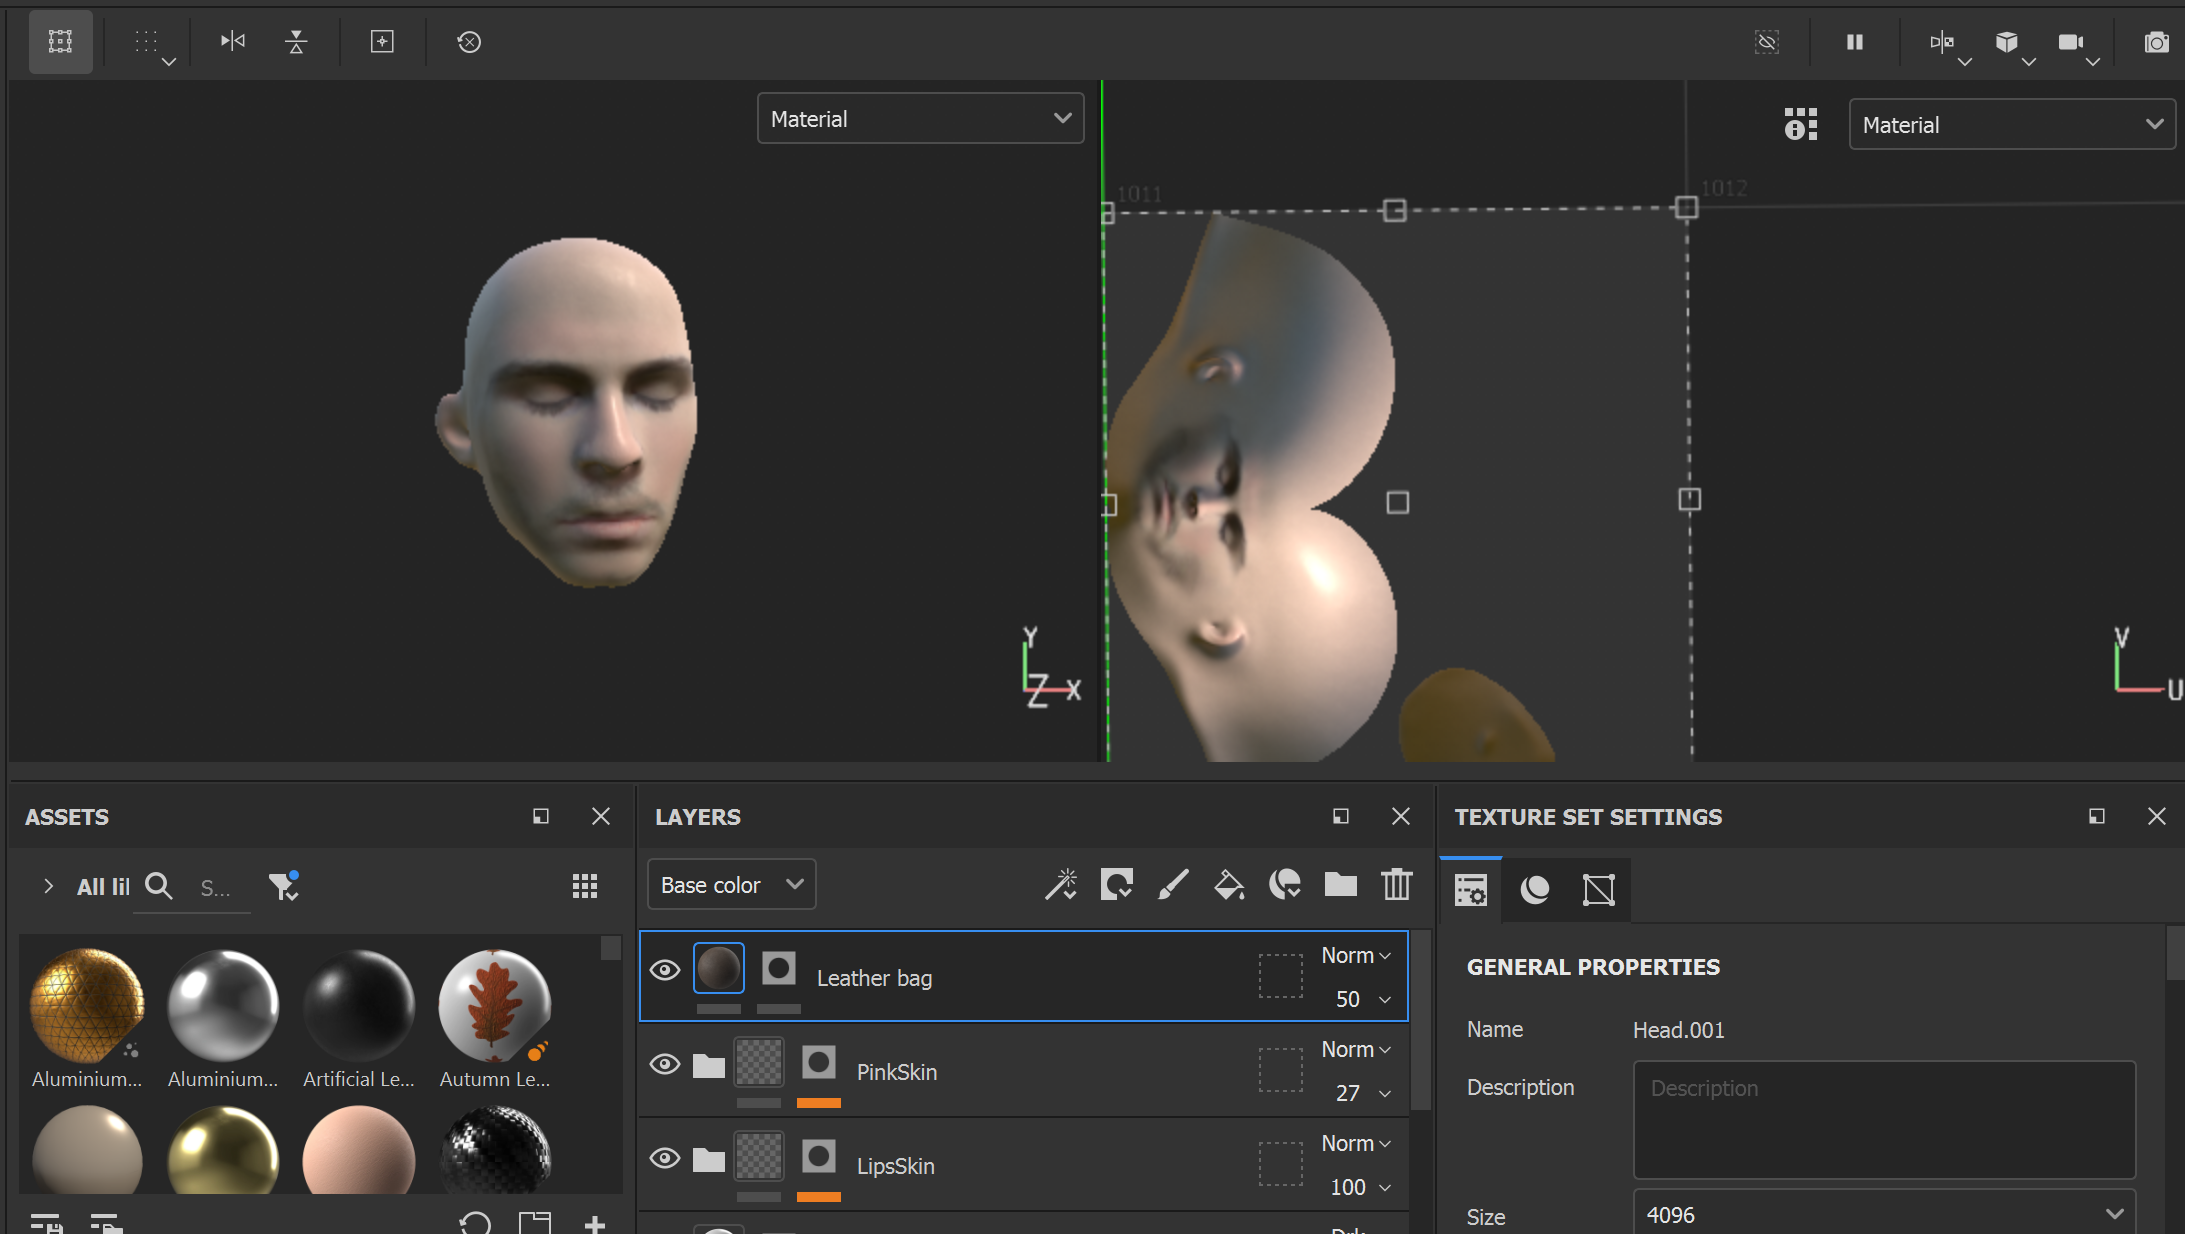 Material
Material
1011
1012
Y
Z
X
V
U
ASSETS
LAYERS
TEXTURE SET SETTINGS
All lil
S...
Base color
Leather bag
Norm
50
PinkSkin
Norm
27
LipsSkin
Norm
100
Aluminium...
Aluminium...
Artificial Le...
Autumn Le...
GENERAL PROPERTIES
Name
Head.001
Description
Description
Size
4096